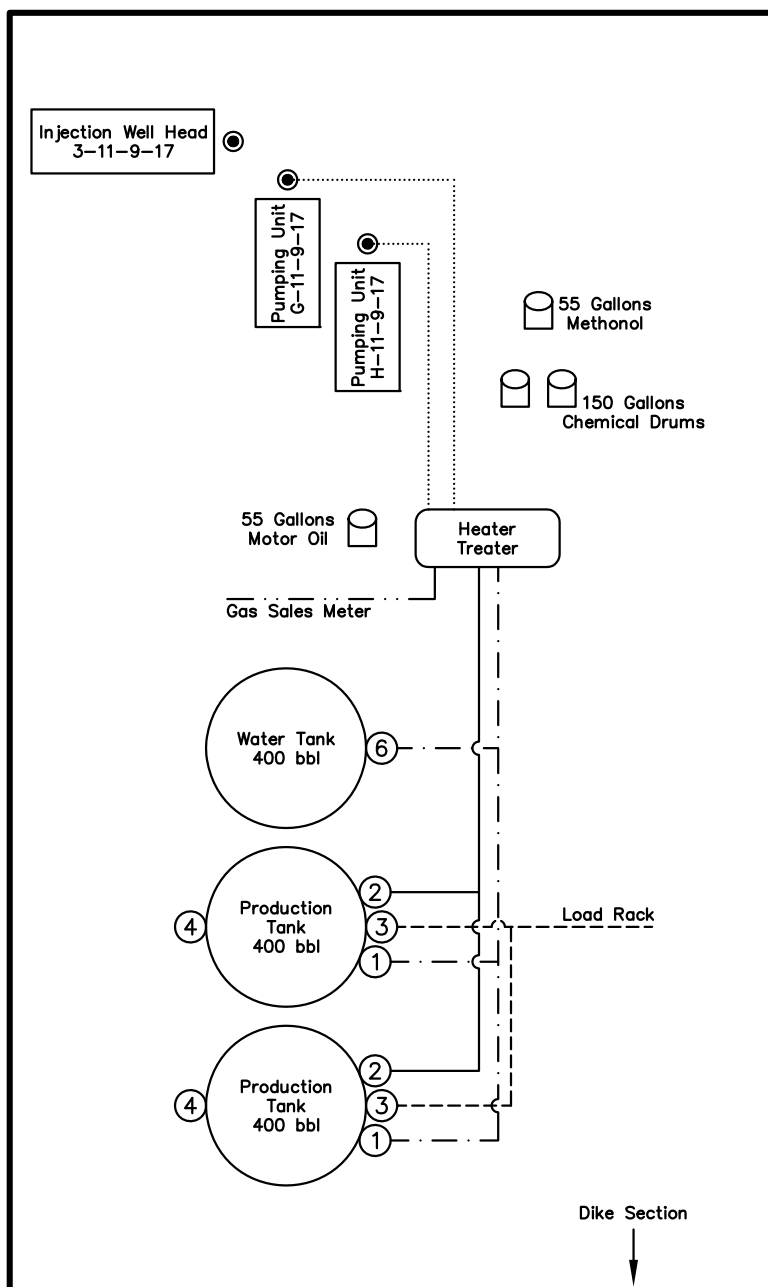 Injection Well Head
3-11-9-17
Pumping Unit
G-11-9-17
Pumping Unit
H-11-9-17
55 Gallons
Methonol
150 Gallons
Chemical Drums
55 Gallons
Motor Oil
Heater
Treater
Gas Sales Meter
Water Tank
400 bbl
6
2
4
Production
Tank
400 bbl
3
Load Rack
1
2
4
Production
Tank
400 bbl
3
1
Dike Section